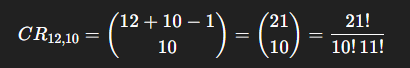 $CR_{12,10} = \binom{12+10-1}{10} = \binom{21}{10} = \frac{21!}{10!\,11!}$